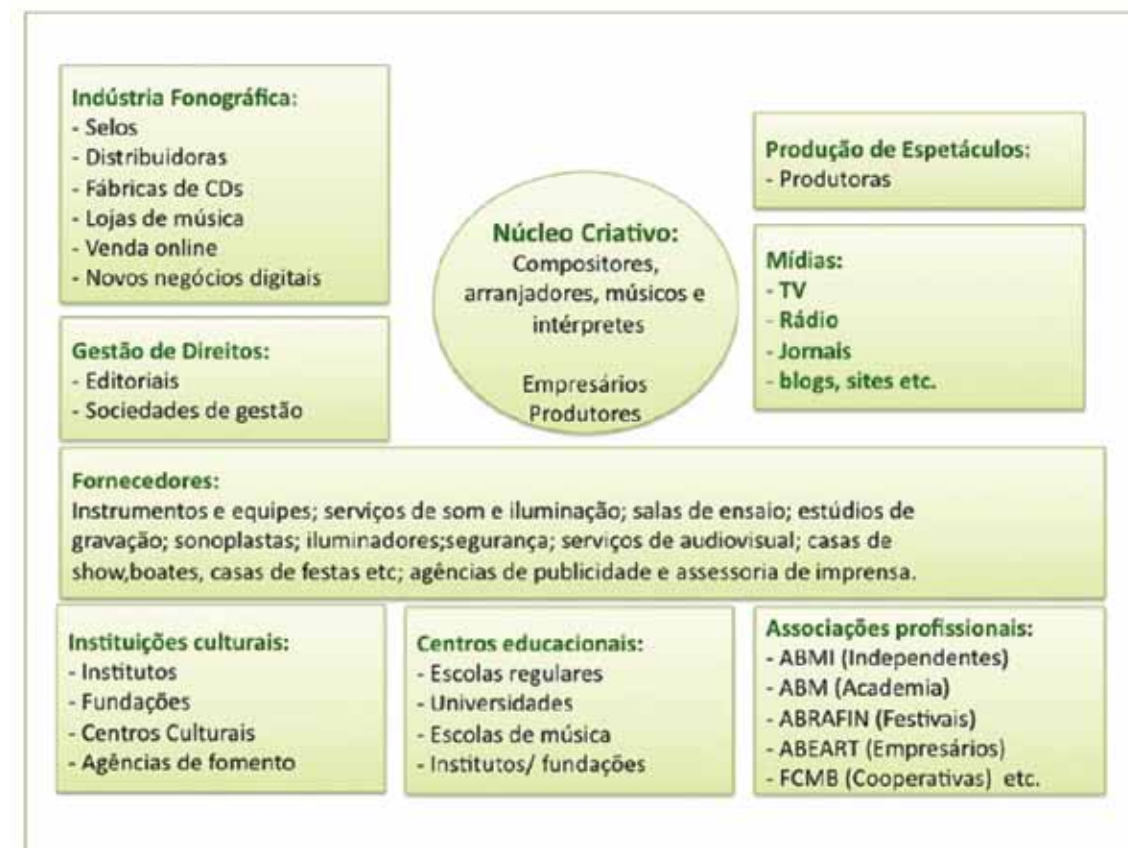 Indústria Fonográfica:
- Selos
- Distribuidoras
- Fábricas de CDs
- Lojas de música
- Venda online
- Novos negócios digitais
Gestão de Direitos:
- Editoriais
- Sociedades de gestão
Núcleo Criativo:
Compositores,
arranjadores, músicos e
intérpretes
Empresários
Produtores
Produção de Espetáculos:
- Produtoras
Mídias:
- TV
- Rádio
- Jornais
- blogs, sites etc.
Fornecedores:
Instrumentos e equipes; serviços de som e iluminação; salas de ensaio; estúdios de
gravação; sonoplastas; iluminadores;segurança; serviços de audiovisual; casas de
show,boates, casas de festas etc; agências de publicidade e assessoria de imprensa.
Instituições culturais:
- Institutos
- Fundações
- Centros Culturais
- Agências de fomento
Centros educacionais:
- Escolas regulares
- Universidades
- Escolas de música
- Institutos/ fundações
Associações profissionais:
- ABMI (Independentes)
- ABM (Academia)
- ABRAFIN (Festivais)
- ABEART (Empresários)
- FCMB (Cooperativas) etc.